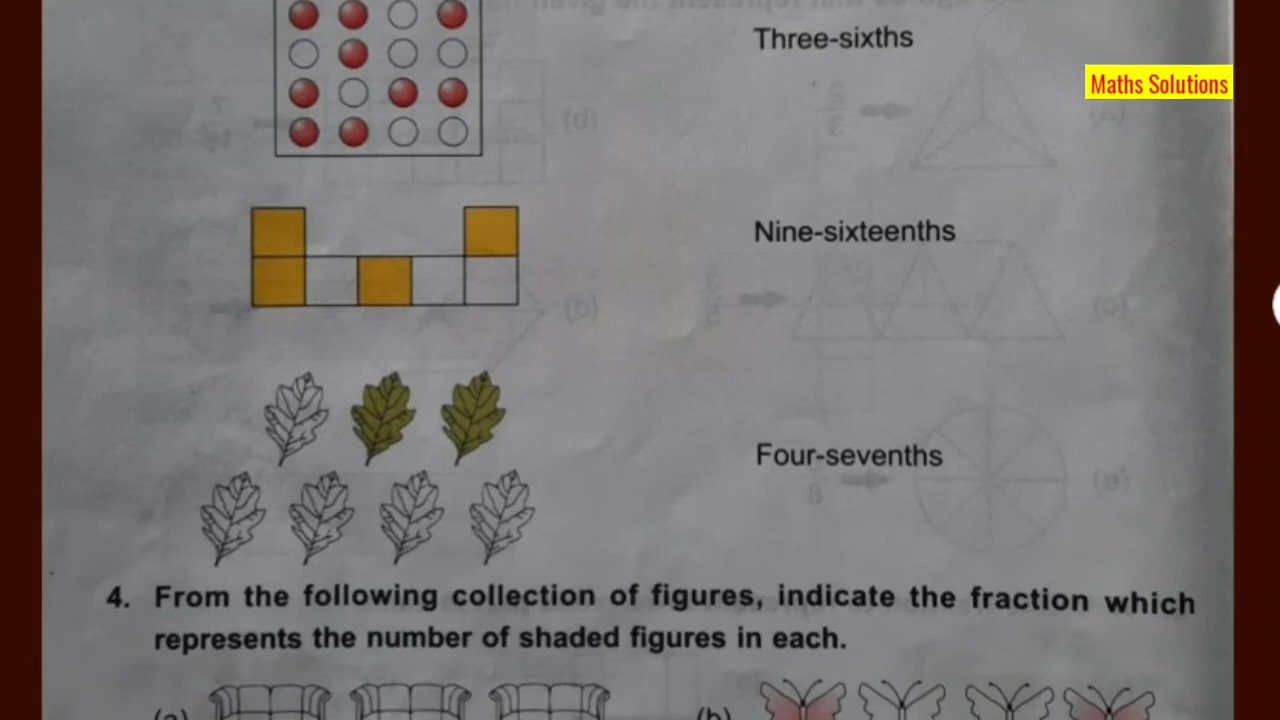 Three-sixths
Maths Solutions
Nine-sixteenths
Four-sevenths
4. From the following collection of figures, indicate the fraction which
represents the number of shaded figures in each.
(a)
(b)